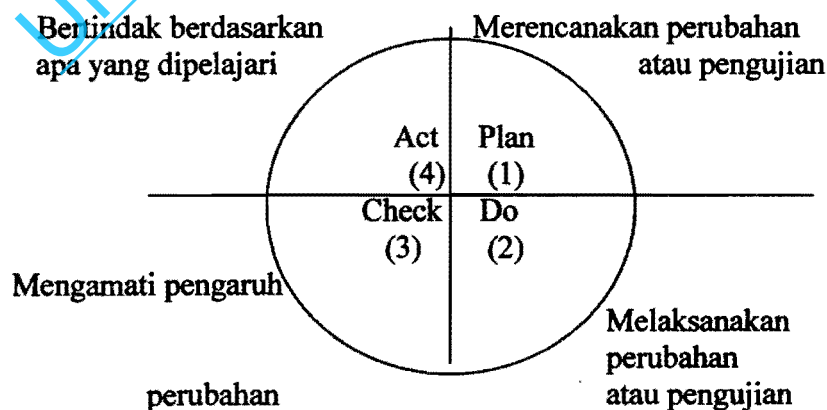 Bertindak berdasarkan
apa yang dipelajari
Merencanakan perubahan
atau pengujian
Act
(4)
Plan
(1)
Check
(3)
Do
(2)
Mengamati pengaruh
perubahan
Melaksanakan
perubahan
atau pengujian